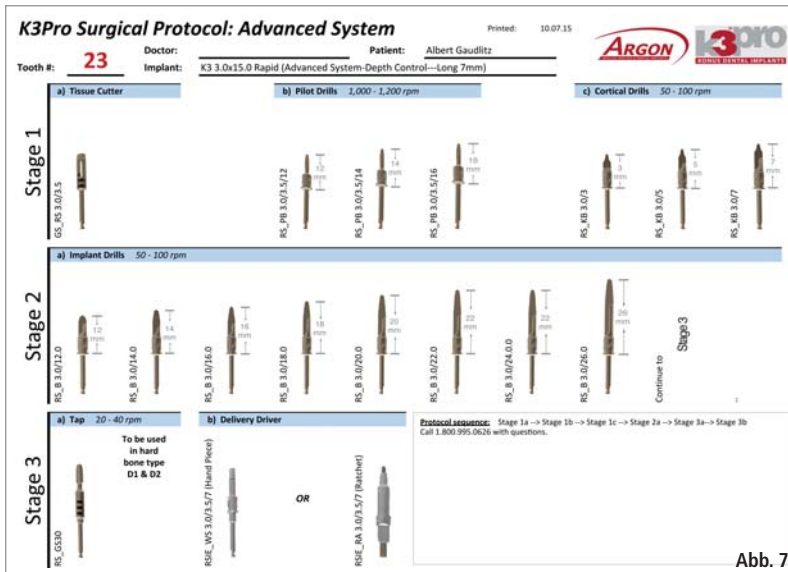 K3Pro Surgical Protocol: Advanced System
Printed: 10.07.15
ARGON
k3pro
KONUS DENTAL IMPLANTS
Tooth #: 23
Doctor:
Patient: Albert Gaudlitz
Implant: K3 3.0x15.0 Rapid (Advanced System-Depth Control---Long 7mm)
Stage 1
a) Tissue Cutter
GS_RS 3.0/3.5
b) Pilot Drills 1,000 - 1,200 rpm
RS_PB 3.0/3.5/12
12 mm
RS_PB 3.0/3.5/14
14 mm
RS_PB 3.0/3.5/16
16 mm
c) Cortical Drills 50 - 100 rpm
RS_KB 3.0/3
3 mm
RS_KB 3.0/5
5 mm
RS_KB 3.0/7
7 mm
Stage 2
a) Implant Drills 50 - 100 rpm
RS_B 3.0/12.0
12 mm
RS_B 3.0/14.0
14 mm
RS_B 3.0/16.0
16 mm
RS_B 3.0/18.0
18 mm
RS_B 3.0/20.0
20 mm
RS_B 3.0/22.0
22 mm
RS_B 3.0/24.0.0
22 mm
RS_B 3.0/26.0
26 mm
Continue to
Stage 3
Stage 3
a) Tap 20 - 40 rpm
To be used
in hard
bone type
D1 & D2
RS_GS30
b) Delivery Driver
RSIE_WS 3.0/3.5/7 (Hand Piece)
OR
RSIE_RA 3.0/3.5/7 (Ratchet)
Protocol sequence: Stage 1a --> Stage 1b --> Stage 1c --> Stage 2a --> Stage 3a--> Stage 3b
Call 1.800.995.0626 with questions.
Abb. 7